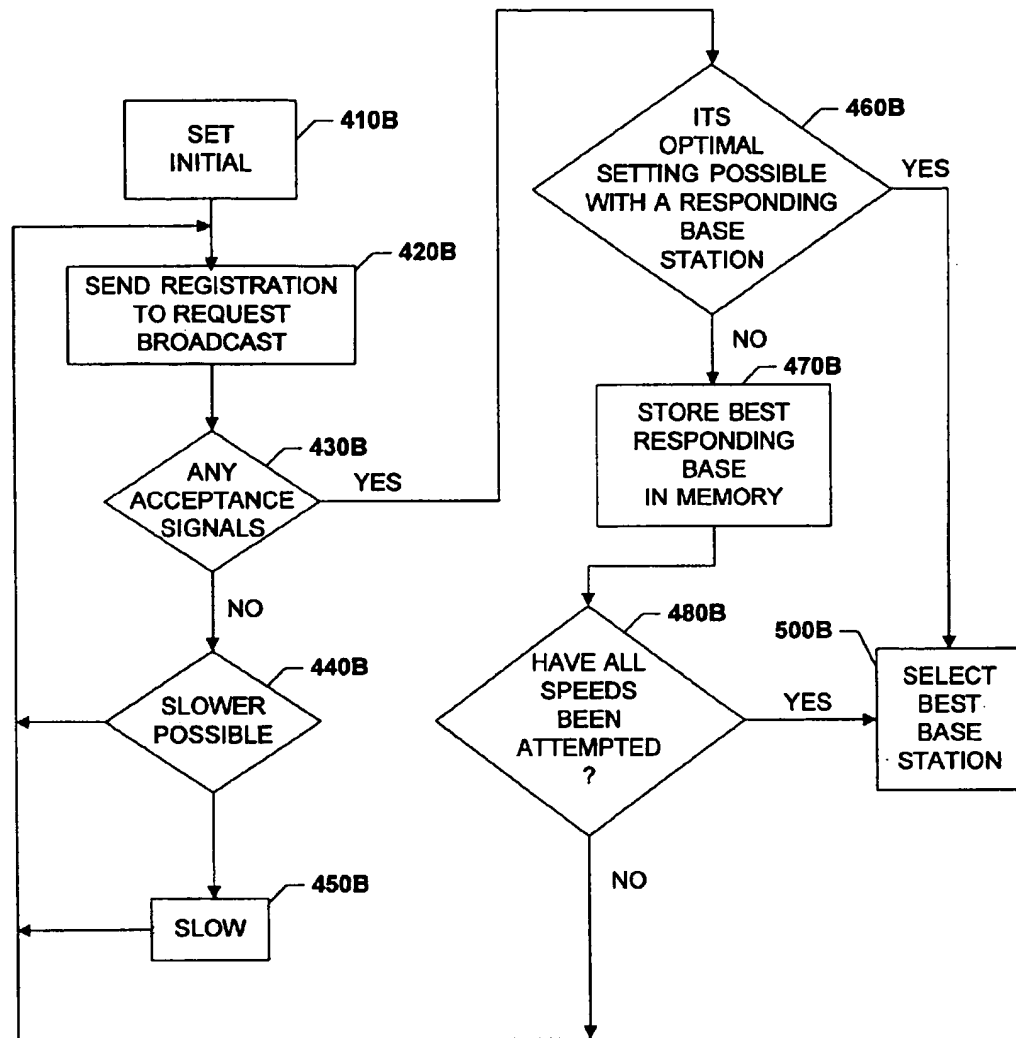 SET
INITIAL
410B
SEND REGISTRATION
TO REQUEST
BROADCAST
420B
ANY
ACCEPTANCE
SIGNALS
430B
YES
NO
SLOWER
POSSIBLE
440B
SLOW
450B
ITS
OPTIMAL
SETTING POSSIBLE
WITH A RESPONDING
BASE
STATION
460B
YES
NO
STORE BEST
RESPONDING
BASE
IN MEMORY
470B
HAVE ALL
SPEEDS
BEEN
ATTEMPTED
?
480B
YES
NO
SELECT
BEST
BASE
STATION
500B